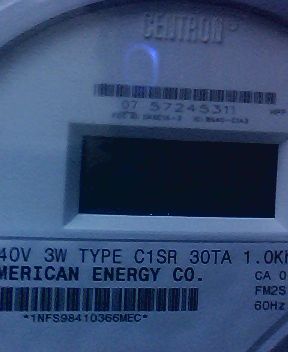 CENTRON®
07 57245311
40V 3W TYPE C1SR 30TA 1.0K
MERICAN ENERGY CO.
CA 0
FM2S
60Hz
*1NFS98410366MEC*